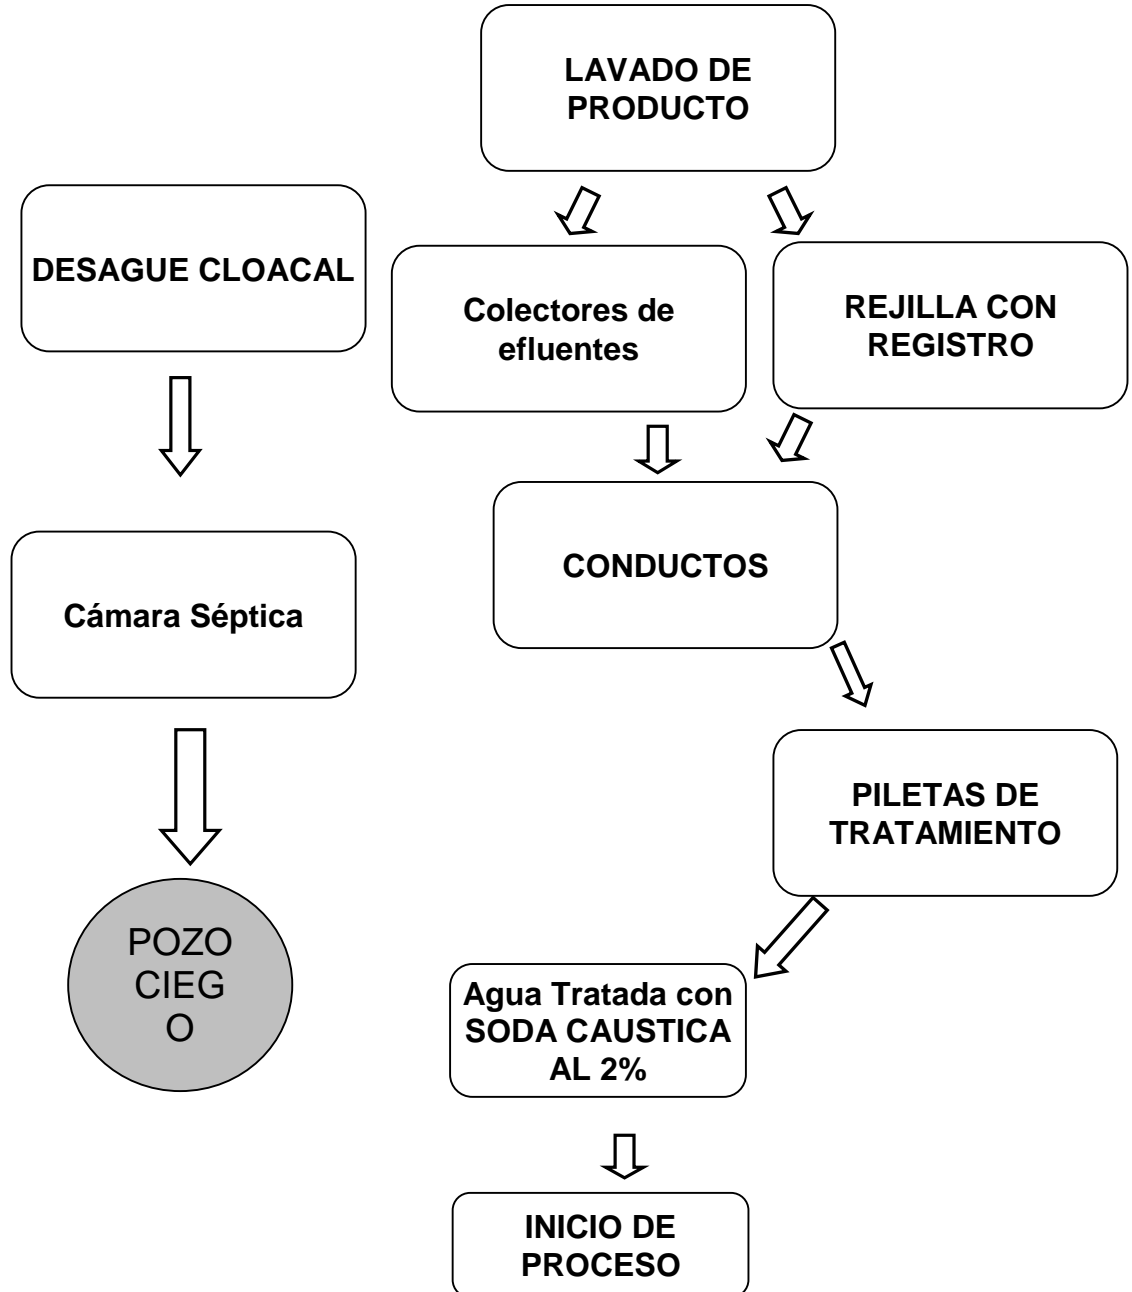 LAVADO DE
PRODUCTO
DESAGUE CLOACAL
Colectores de
efluentes
REJILLA CON
REGISTRO
CONDUCTOS
Cámara Séptica
PILETAS DE
TRATAMIENTO
POZO
CIEG
O
Agua Tratada con
SODA CAUSTICA
AL 2%
INICIO DE
PROCESO